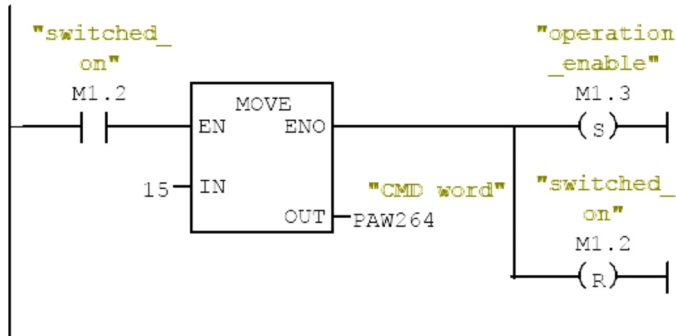 "switched_
on"
M1.2
MOVE
EN ENO
15 IN
OUT
"CMD word"
PAW264
"operation
_enable"
M1.3
S
"switched_
on"
M1.2
R